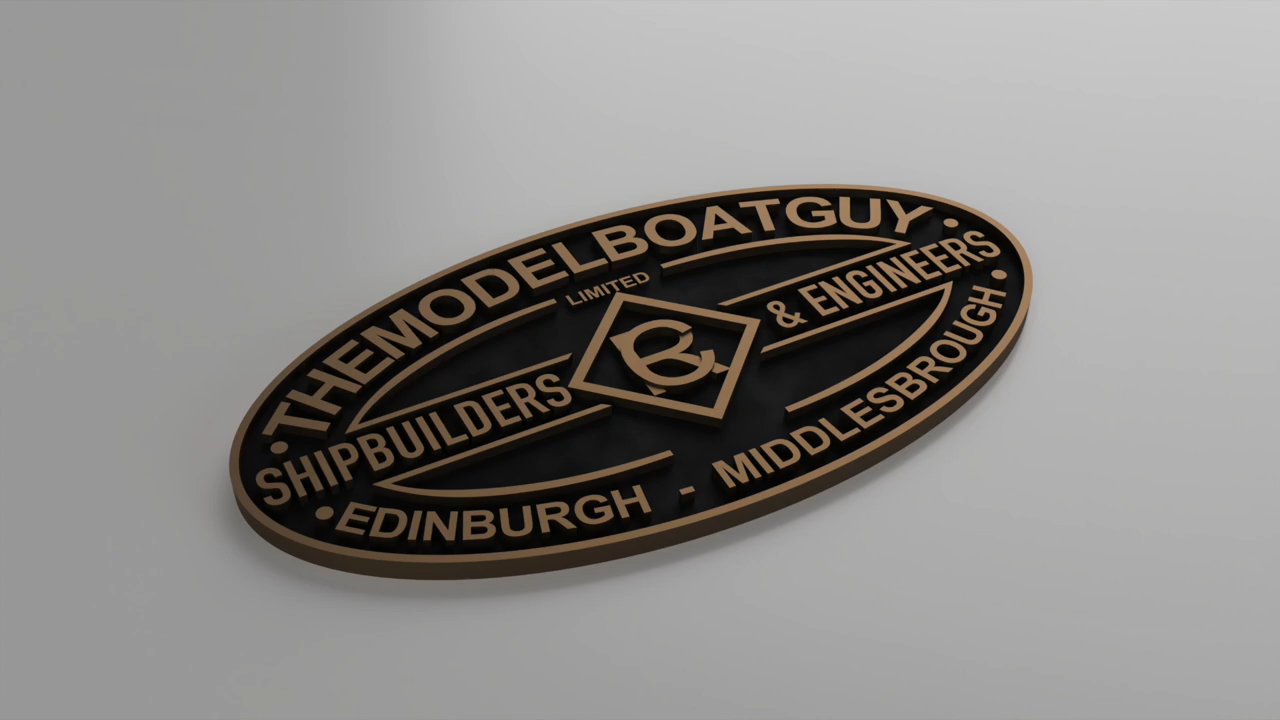 THEMODELBOATGUY
LIMITED
SHIPBUILDERS & ENGINEERS
EDINBURGH - MIDDLESBROUGH